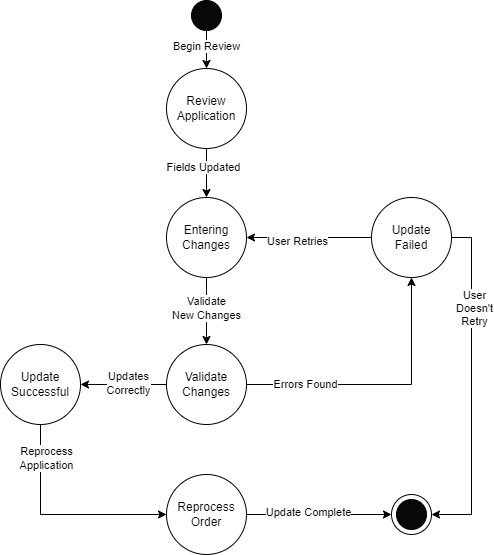 Begin Review
Review
Application
Fields Updated
Entering
Changes
User Retries
Update
Failed
Validate
New Changes
User
Doesn't
Retry
Update
Successful
Updates
Correctly
Validate
Changes
Errors Found
Reprocess
Application
Reprocess
Order
Update Complete